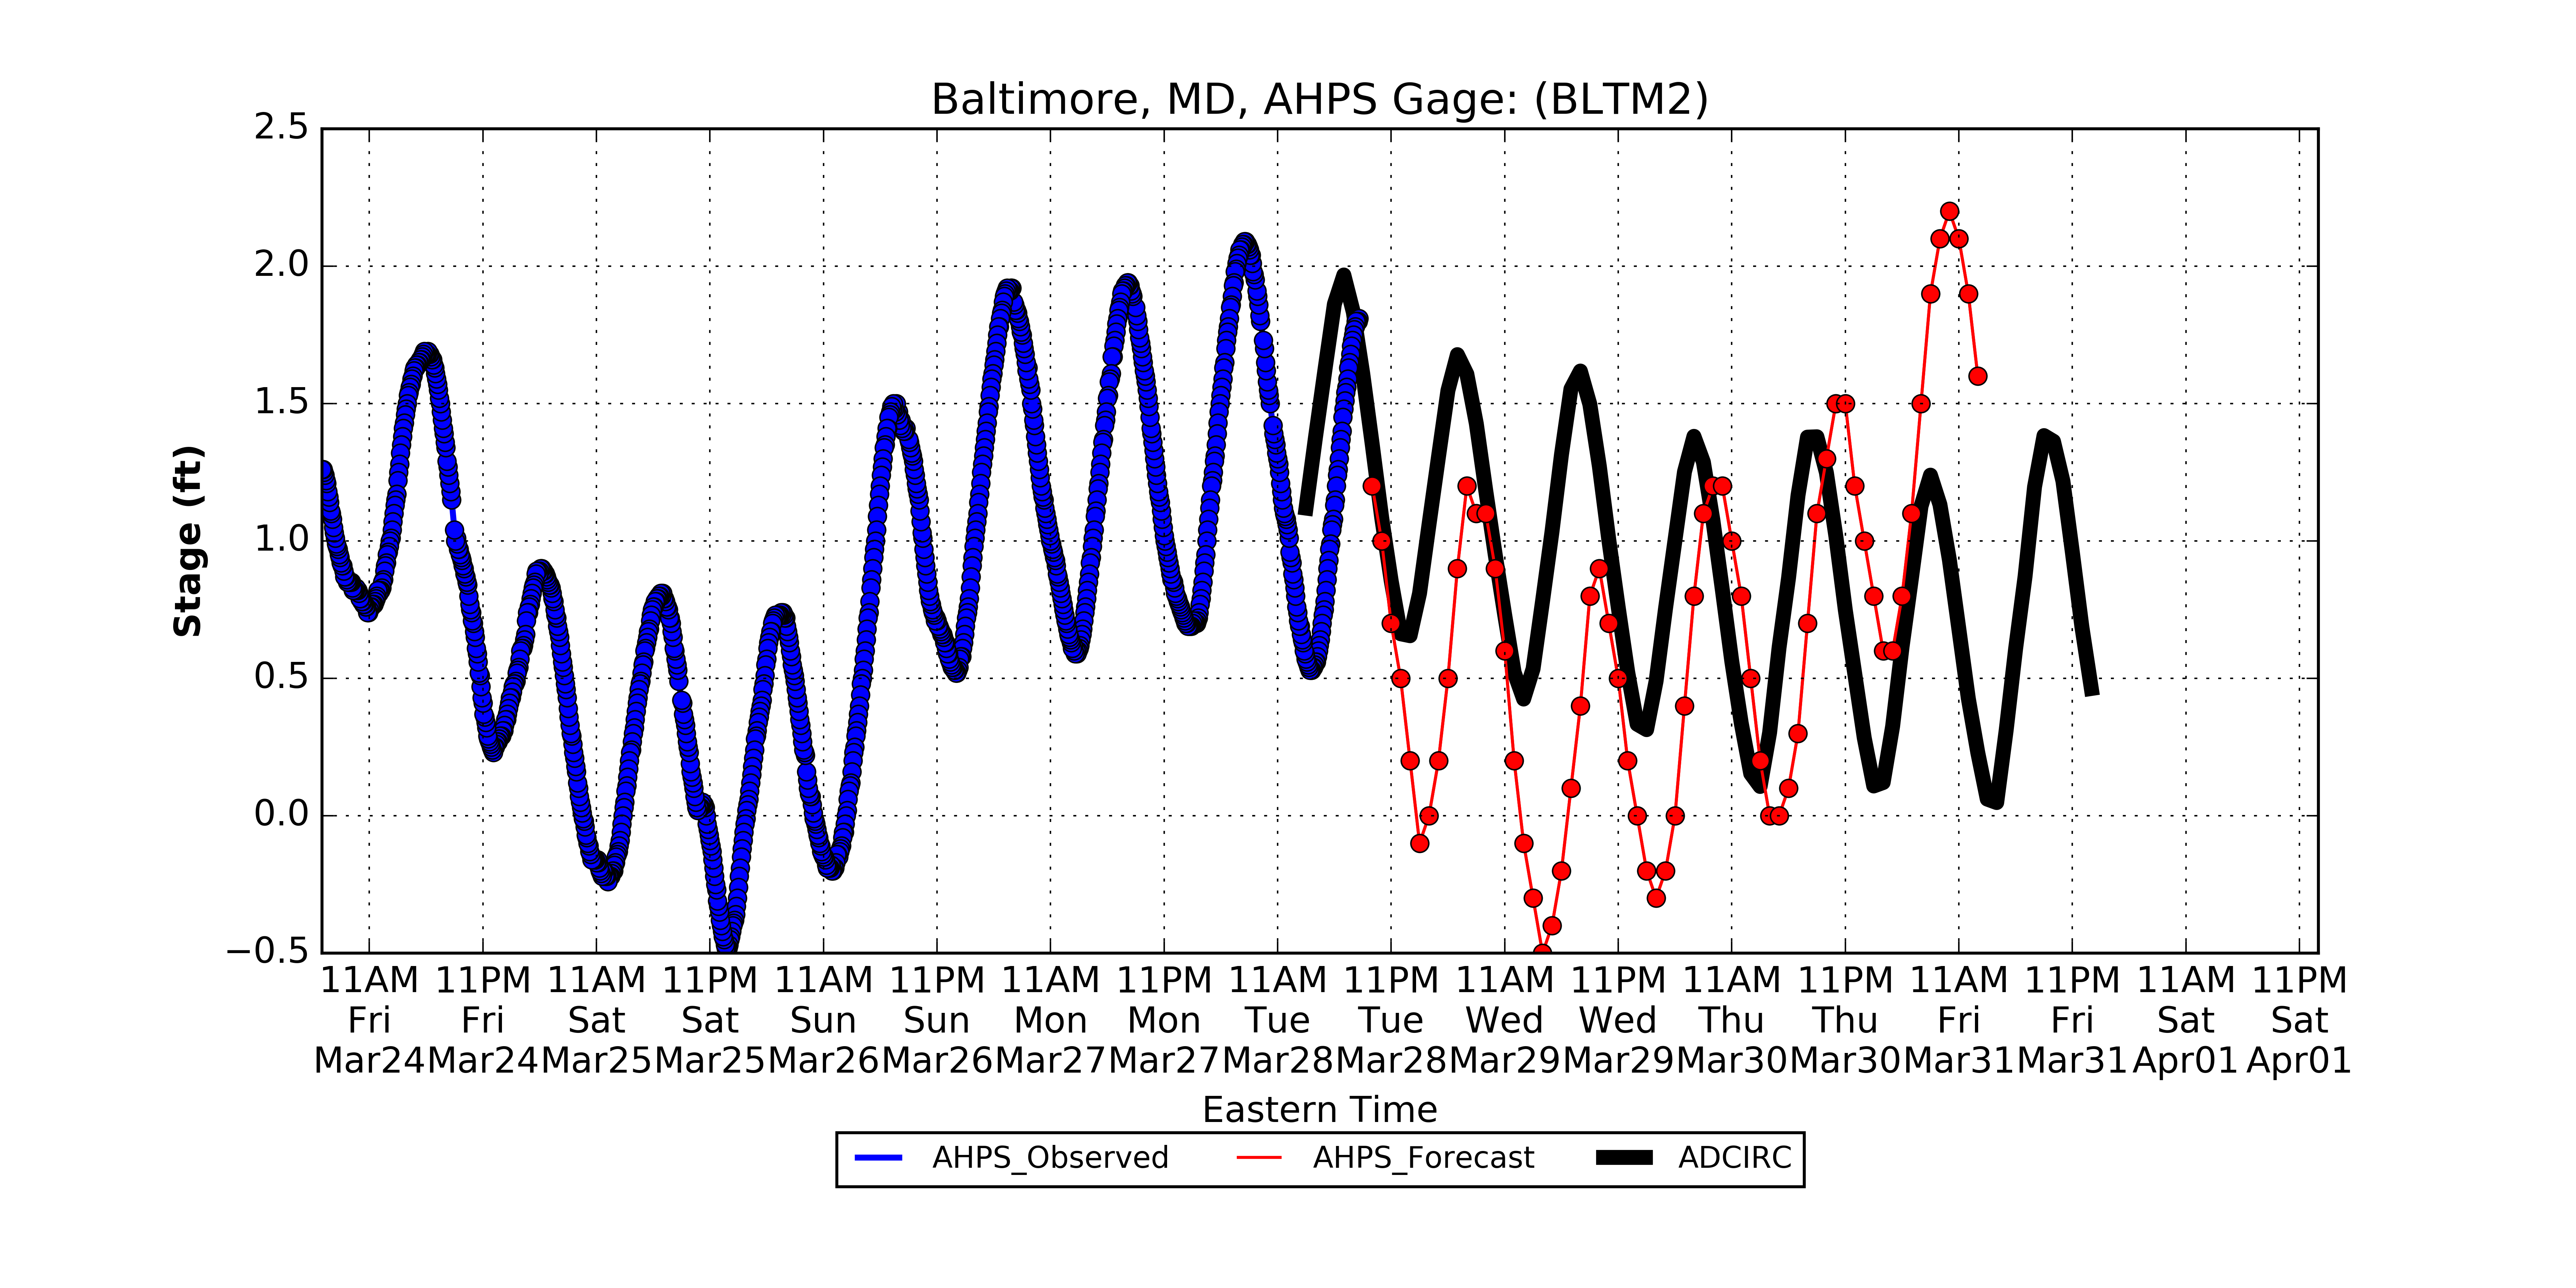 Baltimore, MD, AHPS Gage: (BLTM2)
Stage (ft)
2.5
2.0
1.5
1.0
0.5
0.0
−0.5
11AM 11PM 11AM 11PM 11AM 11PM 11AM 11PM 11AM 11PM 11AM 11PM 11AM 11PM 11AM 11PM 11AM 11PM
Fri Fri Sat Sat Sun Sun Mon Mon Tue Tue Wed Wed Thu Thu Fri Fri Sat Sat
Mar24 Mar24 Mar25 Mar25 Mar26 Mar26 Mar27 Mar27 Mar28 Mar28 Mar29 Mar29 Mar30 Mar30 Mar31 Mar31 Apr01 Apr01
Eastern Time
AHPS_Observed AHPS_Forecast ADCIRC